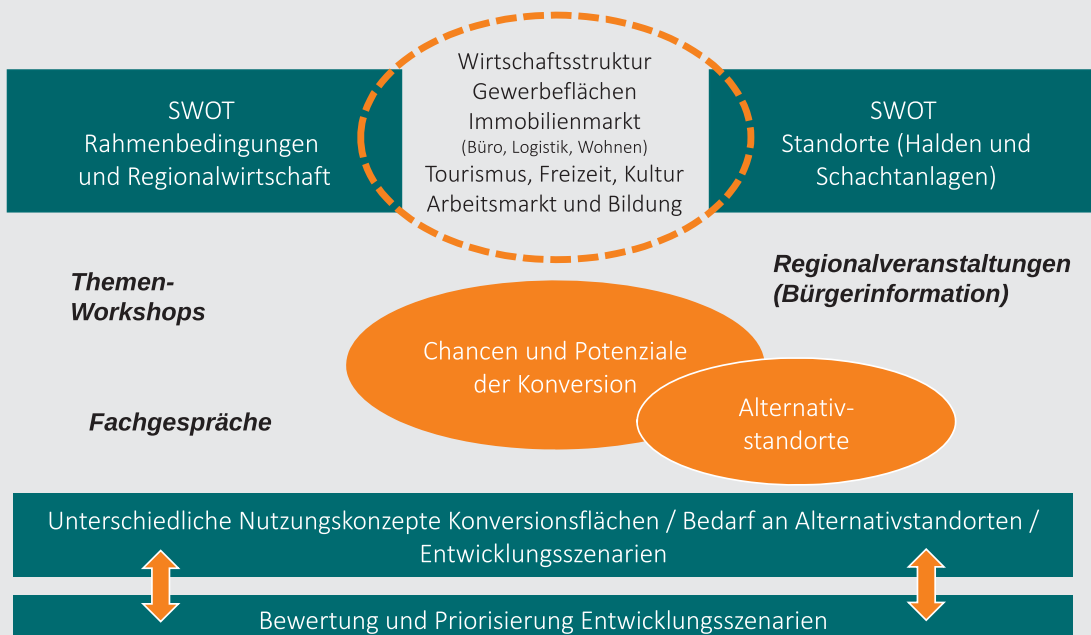 SWOT
Rahmenbedingungen
und Regionalwirtschaft
Wirtschaftsstruktur
Gewerbeflächen
Immobilienmarkt
(Büro, Logistik, Wohnen)
Tourismus, Freizeit, Kultur
Arbeitsmarkt und Bildung
SWOT
Standorte (Halden und
Schachtanlagen)
Themen-
Workshops
Regionalveranstaltungen
(Bürgerinformation)
Chancen und Potenziale
der Konversion
Alternativ-
standorte
Fachgespräche
Unterschiedliche Nutzungskonzepte Konversionsflächen / Bedarf an Alternativstandorten /
Entwicklungsszenarien
Bewertung und Priorisierung Entwicklungsszenarien